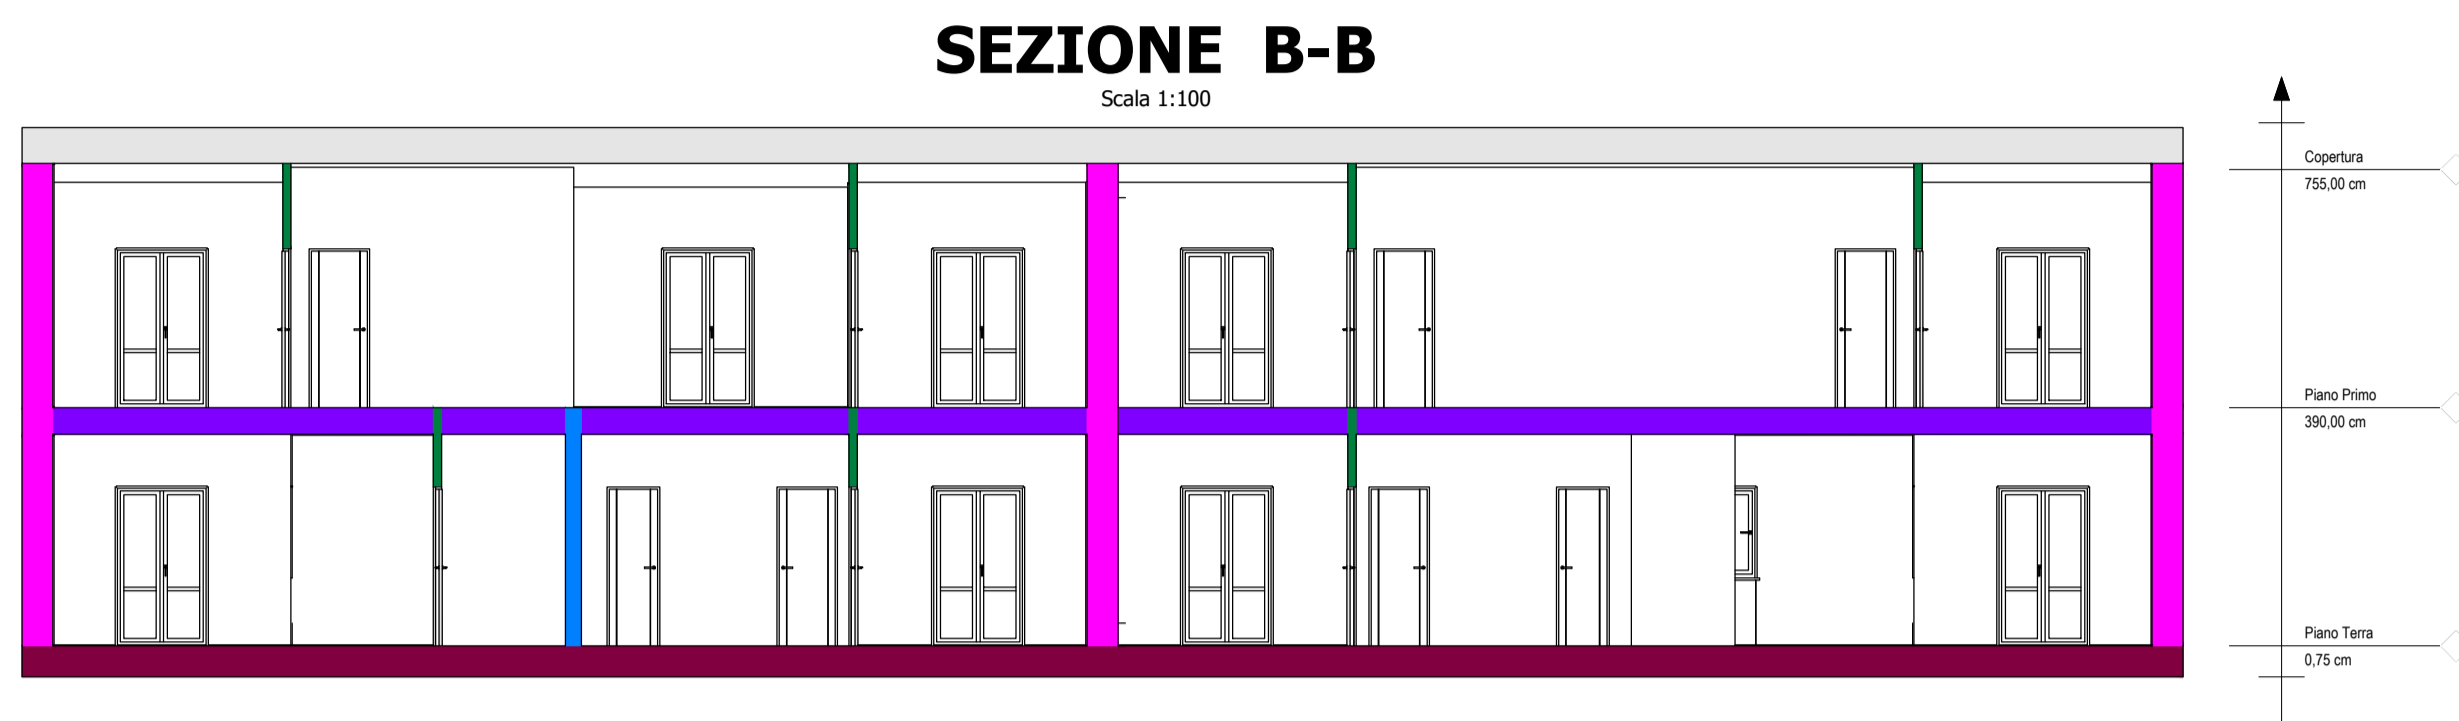 SEZIONE B-B
Scala 1:100
Copertura
755,00 cm
Piano Primo
390,00 cm
Piano Terra
0,75 cm